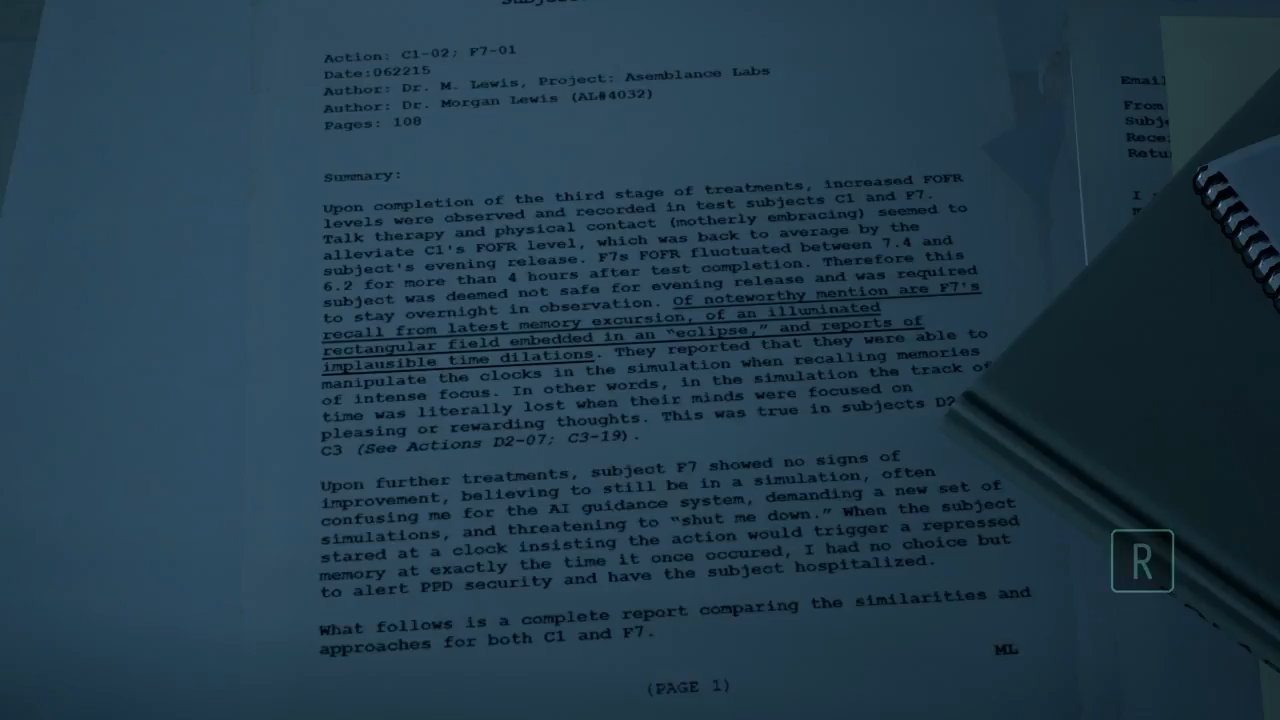 Action: C1-02; F7-01
Date:062215
Author: Dr. M. Lewis, Project: Asemblance Labs
Author: Dr. Morgan Lewis (AL#4032)
Pages: 108
Summary:
Upon completion of the third stage of treatments, increased FOFR
levels were observed and recorded in test subjects C1 and F7.
Talk therapy and physical contact (motherly embracing) seemed to
alleviate C1's FOFR level, which was back to average by the
subject's evening release. F7s FOFR fluctuated between 7.4 and
6.2 for more than 4 hours after test completion. Therefore this
subject was deemed not safe for evening release and was required
to stay overnight in observation. Of noteworthy mention are F7's
recall from latest memory excursion, of an illuminated
rectangular field embedded in an "eclipse," and reports of
implausible time dilations. They reported that they were able to
manipulate the clocks in the simulation when recalling memories
of intense focus. In other words, in the simulation the track of
time was literally lost when their minds were focused on
pleasing or rewarding thoughts. This was true in subjects D2
C3 (See Actions D2-07; C3-19).
Upon further treatments, subject F7 showed no signs of
improvement, believing to still be in a simulation, often
confusing me for the AI guidance system, demanding a new set of
simulations, and threatening to "shut me down." When the subject
stared at a clock insisting the action would trigger a repressed
memory at exactly the time it once occured, I had no choice but
to alert PPD security and have the subject hospitalized.
What follows is a complete report comparing the similarities and
approaches for both C1 and F7.
ML
(PAGE 1)
Email
From
I
R